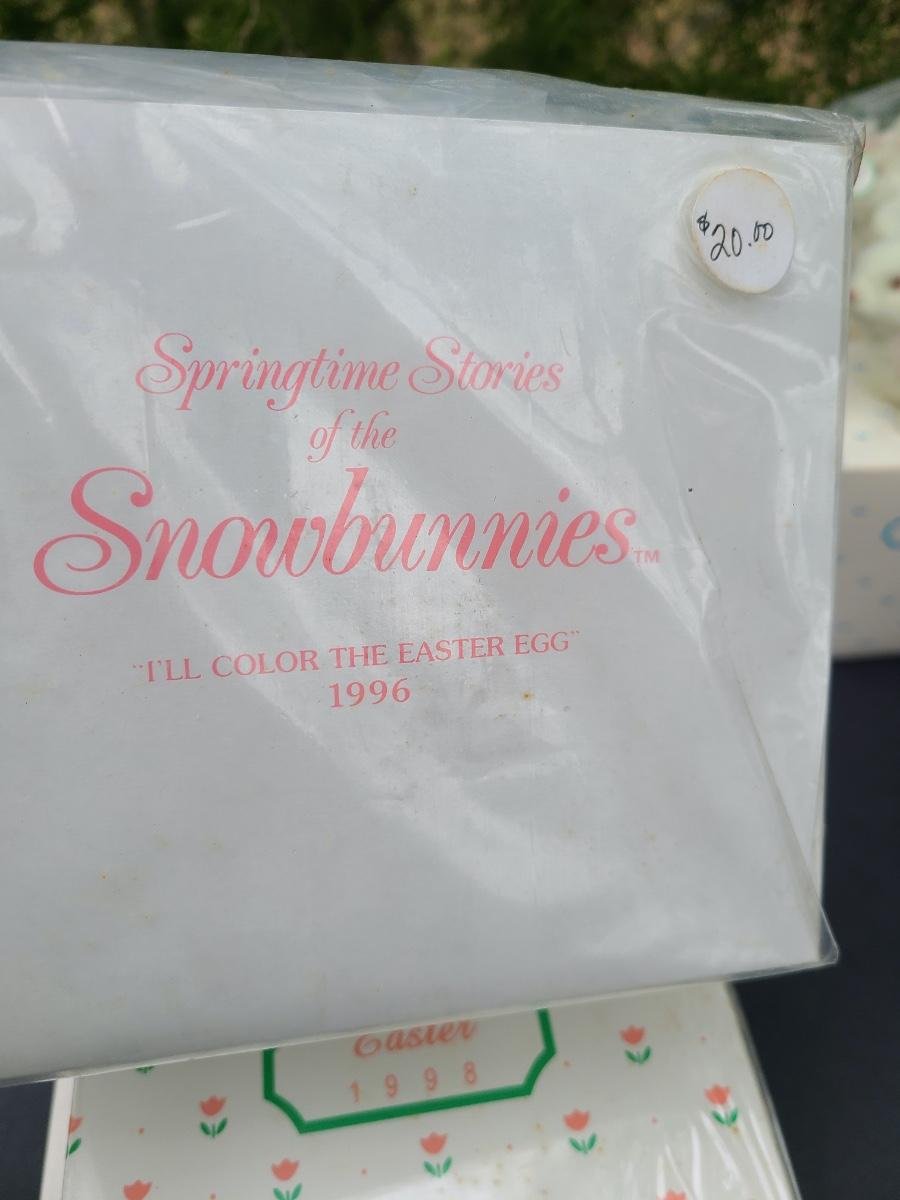 $20.00
Springtime Stories
of the
Snowbunnies™
"I'LL COLOR THE EASTER EGG"
1996
Easter
1998